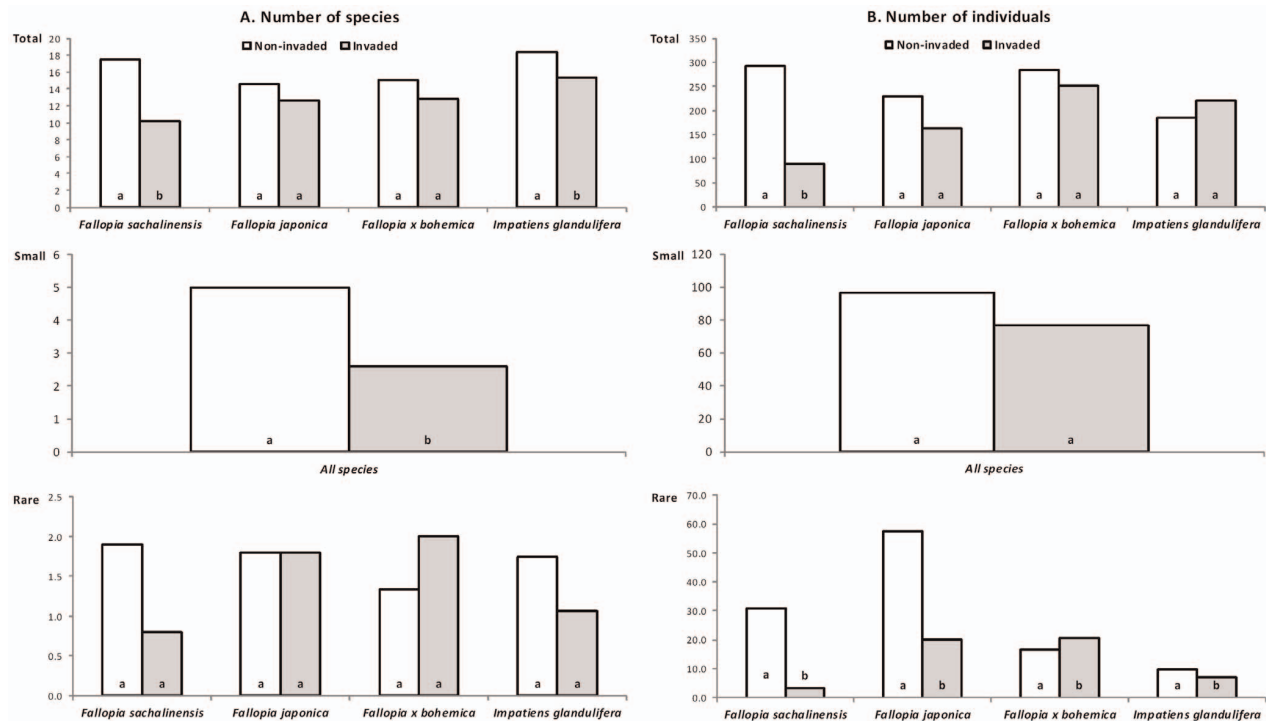 A. Number of species
Total
20
18
16
14
12
10
8
6
4
2
0
Non-invaded Invaded
a b a a a a a b
Fallopia sachalinensis Fallopia japonica Fallopia x bohemica Impatiens glandulifera
Small
6
5
4
3
2
1
0
a b
All species
Rare
2.5
2.0
1.5
1.0
0.5
0.0
a a a a a a a a
Fallopia sachalinensis Fallopia japonica Fallopia x bohemica Impatiens glandulifera
B. Number of individuals
Total
350
300
250
200
150
100
50
0
Non-invaded Invaded
a b a a a a a a
Fallopia sachalinensis Fallopia japonica Fallopia x bohemica Impatiens glandulifera
Small
120
100
80
60
40
20
0
a a
All species
Rare
70.0
60.0
50.0
40.0
30.0
20.0
10.0
0.0
a b a b a b a b
Fallopia sachalinensis Fallopia japonica Fallopia x bohemica Impatiens glandulifera